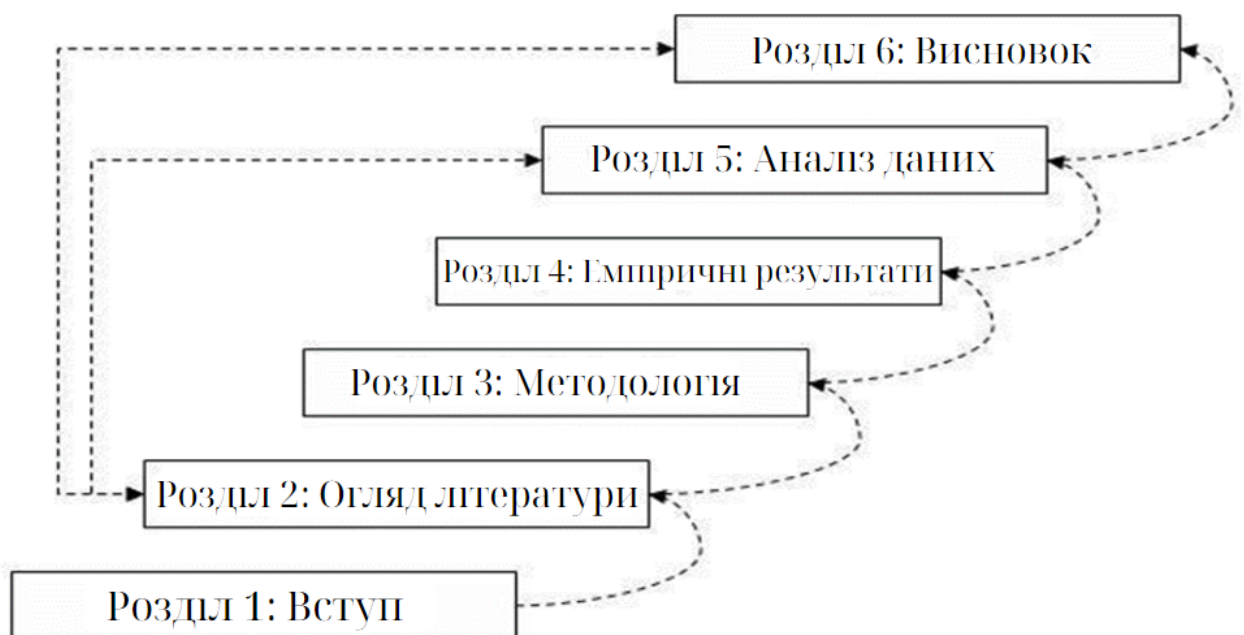 Розділ 6: Висновок
Розділ 5: Аналіз даних
Розділ 4: Емпіричні результати
Розділ 3: Методологія
Розділ 2: Огляд літератури
Розділ 1: Вступ